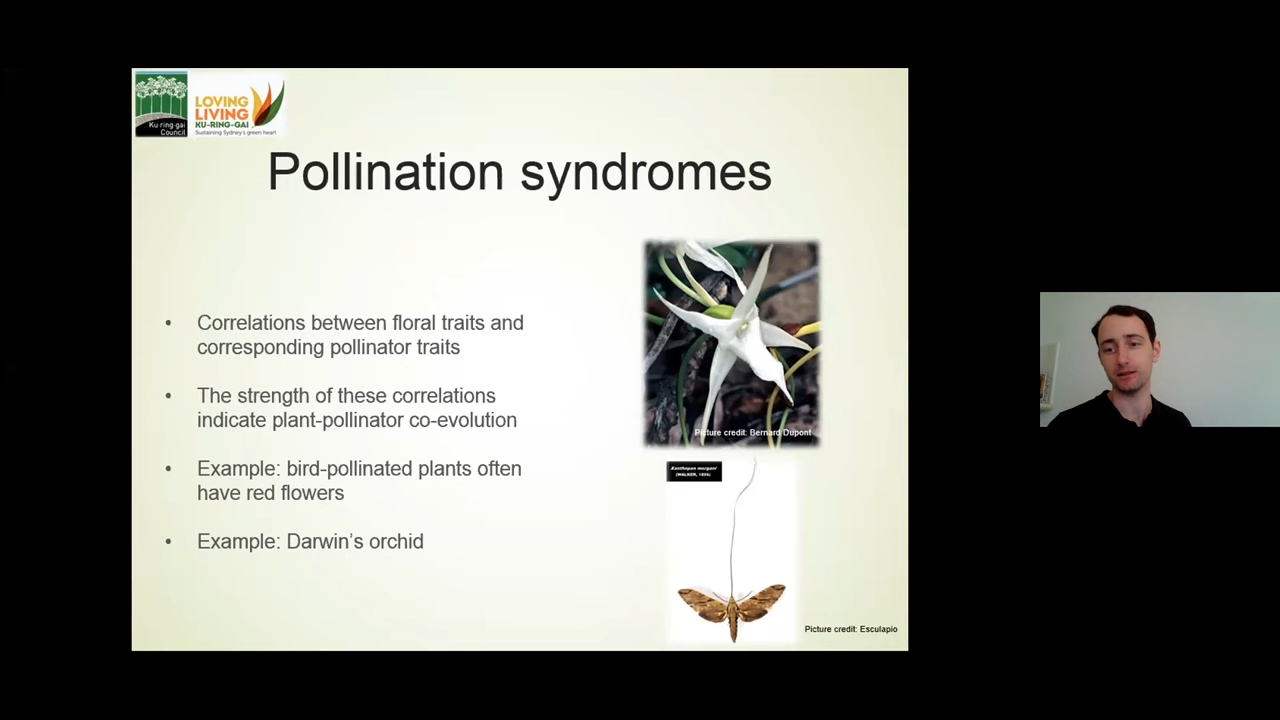 Ku-ring-gai
Council
LOVING
LIVING
KU-RING-GAI
Sustaining Sydney's green heart
Pollination syndromes
• Correlations between floral traits and
corresponding pollinator traits
• The strength of these correlations
indicate plant-pollinator co-evolution
• Example: bird-pollinated plants often
have red flowers
• Example: Darwin's orchid
Picture credit: Bernard Dupont
Xanthopan morgani
Picture credit: Esculapio